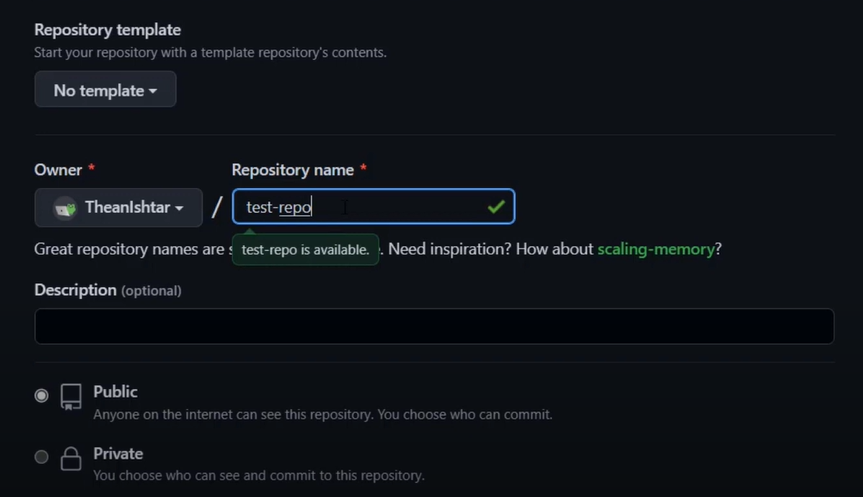 Repository template
Start your repository with a template repository's contents.
No template
Owner *
Repository name *
TheanIshtar / test-repo
Great repository names are
test-repo is available.
. Need inspiration? How about scaling-memory?
Description (optional)
Public
Anyone on the internet can see this repository. You choose who can commit.
Private
You choose who can see and commit to this repository.